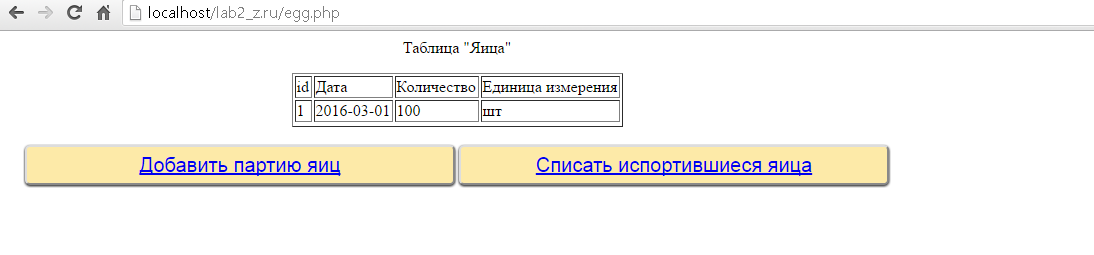 localhost/lab2_z.ru/egg.php
Таблица "Яица"
id Дата Количество Единица измерения
1 2016-03-01 100 шт
Добавить партию яиц Списать испортившиеся яица